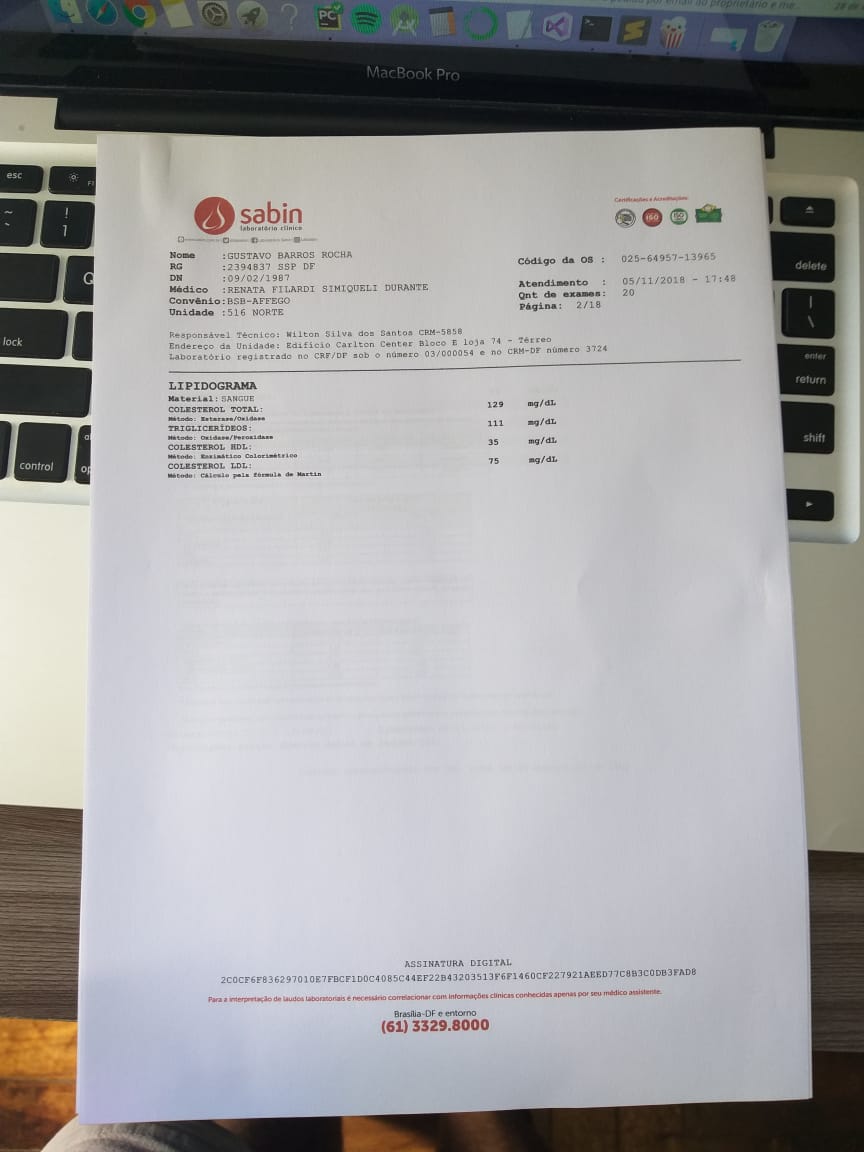 28 de
MacBook Pro
esc
F1
~
!
1
Q
lock
control
delete
|
\
enter
return
shift
sabin
laboratório clínico
Certificações e Acreditações:
ISO
Nome :GUSTAVO BARROS ROCHA
RG :2394837 SSP DF
DN :09/02/1987
Médico :RENATA FILARDI SIMIQUELI DURANTE
Convênio:BSB-AFFEGO
Unidade :516 NORTE
Código da OS : 025-64957-13965
Atendimento : 05/11/2018 - 17:48
Qnt de exames: 20
Página: 2/18
Responsável Técnico: Wilton Silva dos Santos CRM-5858
Endereço da Unidade: Edifício Carlton Center Bloco E loja 74 - Térreo
Laboratório registrado no CRF/DF sob o número 03/000054 e no CRM-DF número 3724
LIPIDOGRAMA
Material: SANGUE
COLESTEROL TOTAL: 129 mg/dL
Método: Esterase/Oxidase
TRIGLICERÍDEOS: 111 mg/dL
Método: Oxidase/Peroxidase
COLESTEROL HDL: 35 mg/dL
Método: Enzimático Colorimétrico
COLESTEROL LDL: 75 mg/dL
Método: Cálculo pela fórmula de Martin
ASSINATURA DIGITAL
2C0CF6F836297010E7FBCF1D0C4085C44EF22B43203513F6F1460CF227921AEED77C8B3C0DB3FAD8
Para a interpretação de laudos laboratoriais é necessário correlacionar com informações clínicas conhecidas apenas por seu médico assistente.
Brasília-DF e entorno
(61) 3329.8000